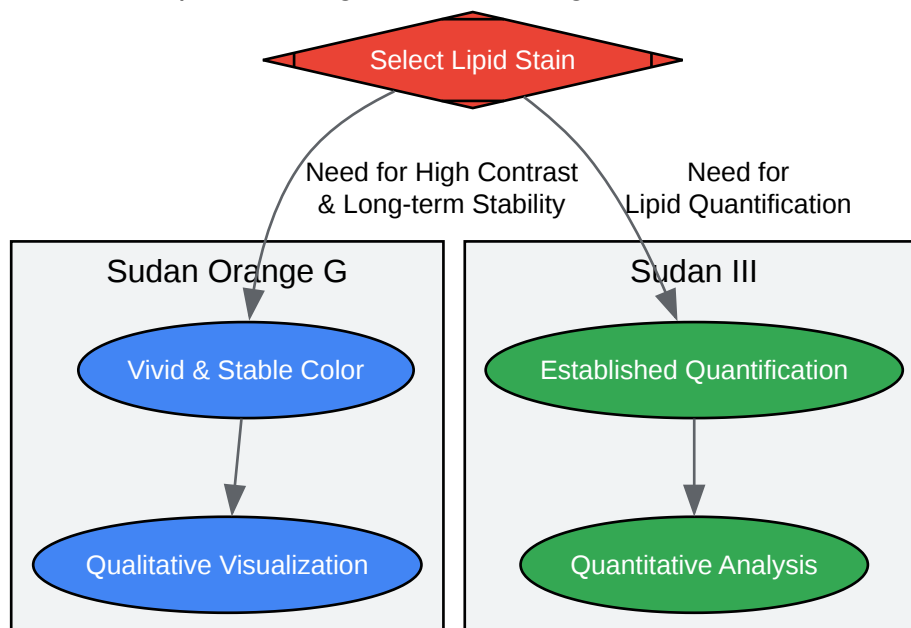 Select Lipid Stain
Need for High Contrast
& Long-term Stability
Need for
Lipid Quantification
Sudan Orange G
Sudan III
Vivid & Stable Color
Established Quantification
Qualitative Visualization
Quantitative Analysis